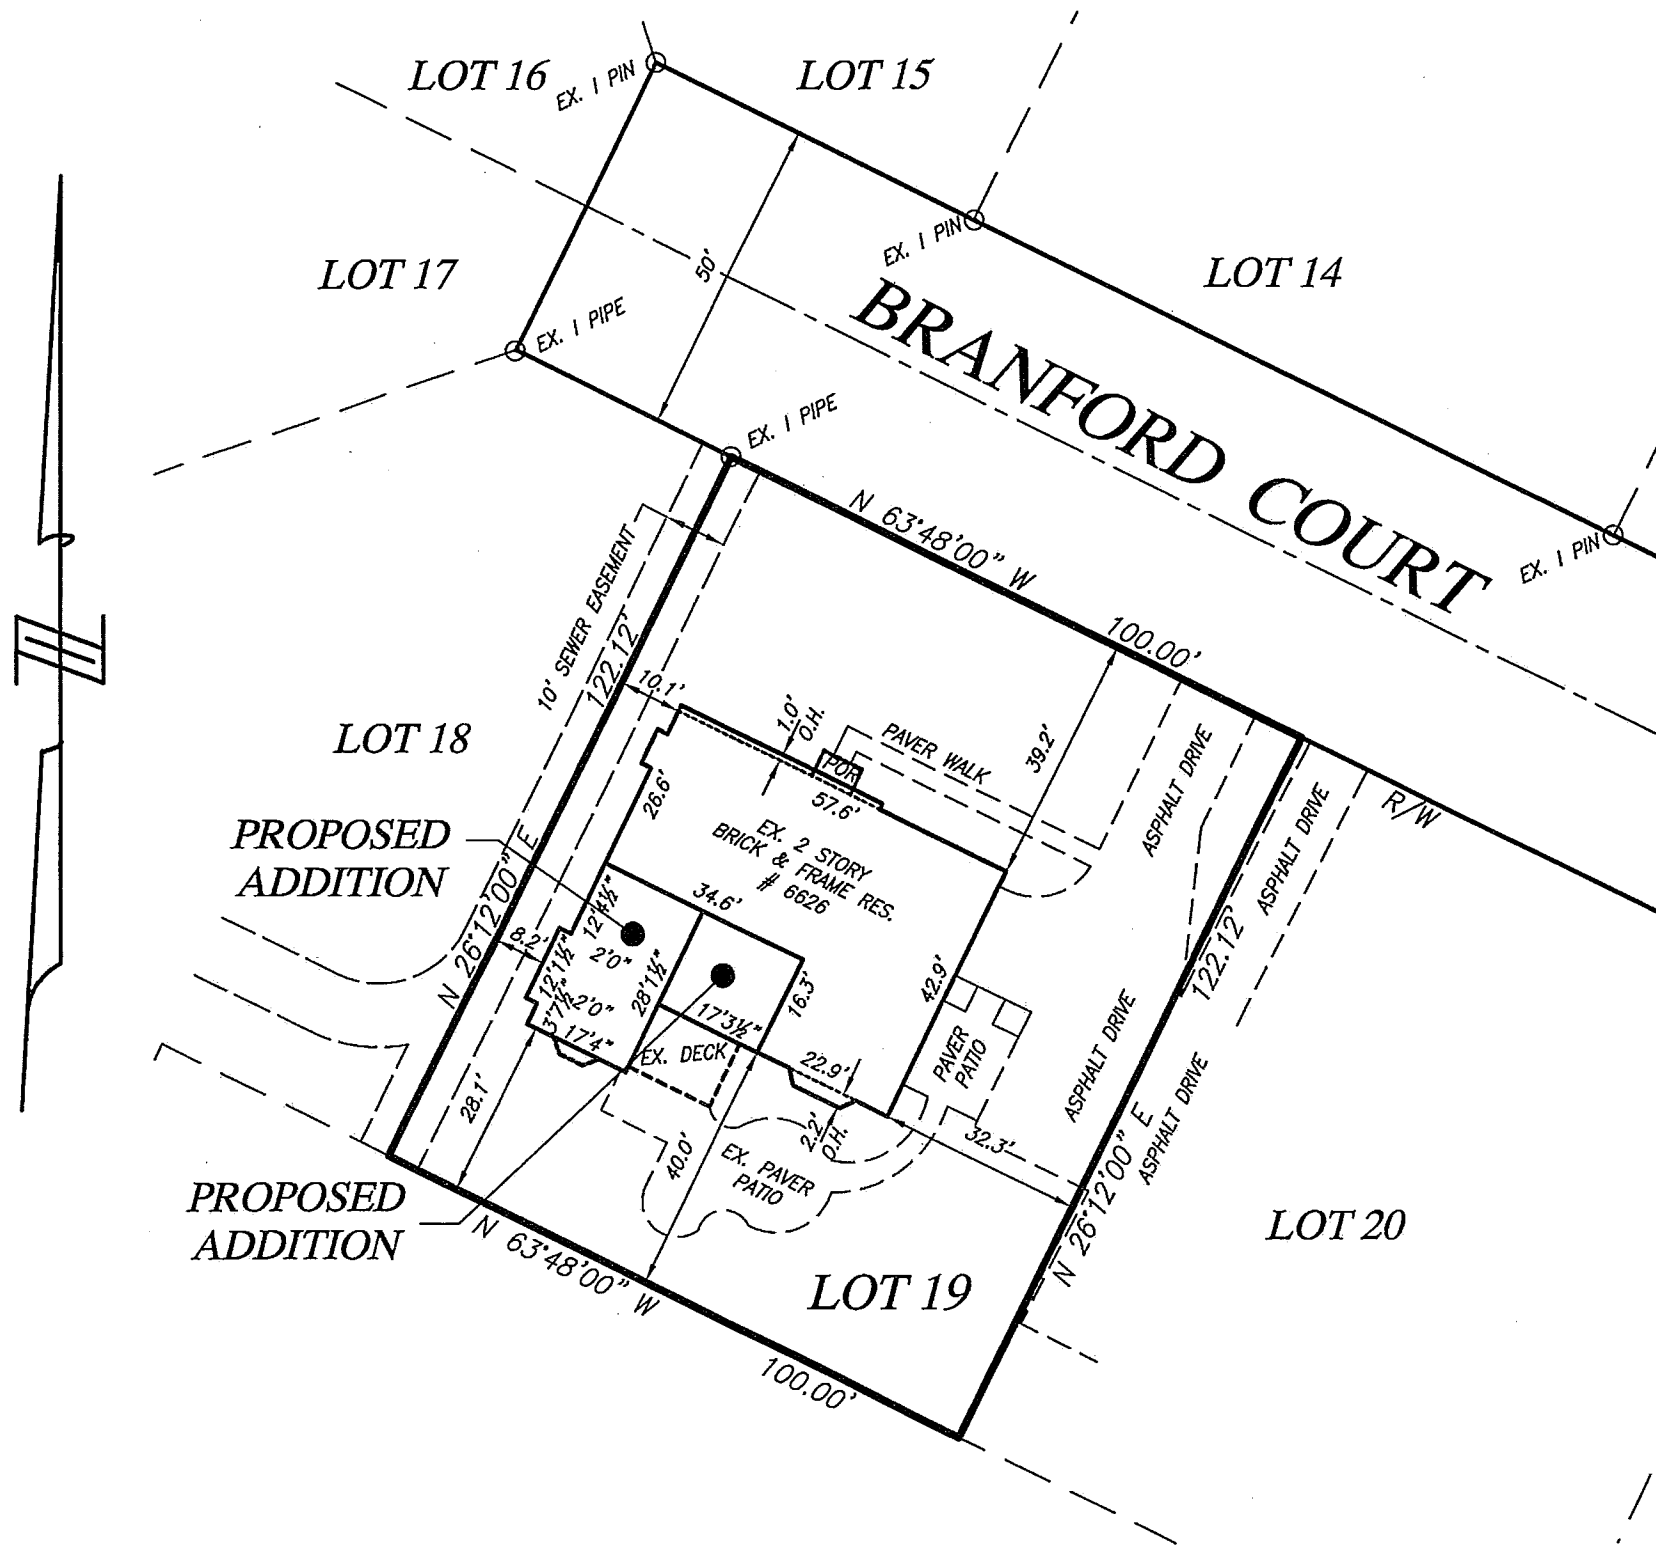 LOT 16
EX. I PIN
LOT 15
LOT 17
50'
EX. I PIN
LOT 14
EX. I PIPE
BRANFORD COURT
EX. I PIPE
EX. I PIN
N 63°48'00" W
100.00'
10' SEWER EASEMENT
122.12'
10.1'
1.0'
O.H.
PAVER WALK
39.2'
ASPHALT DRIVE
ASPHALT DRIVE
R/W
LOT 18
POR
57.6'
26.6'
EX. 2 STORY
BRICK & FRAME RES.
# 6626
PROPOSED
ADDITION
34.6'
N 26°12'00" E
8.2'
12'4½"
2'0"
12'1½"
28'1½"
2'0"
3'7½"
17'4"
17'3½"
16.3'
42.9'
122.12'
EX. DECK
22.9'
PAVER
PATIO
ASPHALT DRIVE
ASPHALT DRIVE
28.1'
40.0'
2.2'
O.H.
32.3'
EX. PAVER
PATIO
N 26°12'00" E
PROPOSED
ADDITION
LOT 20
N 63°48'00" W
LOT 19
100.00'
N